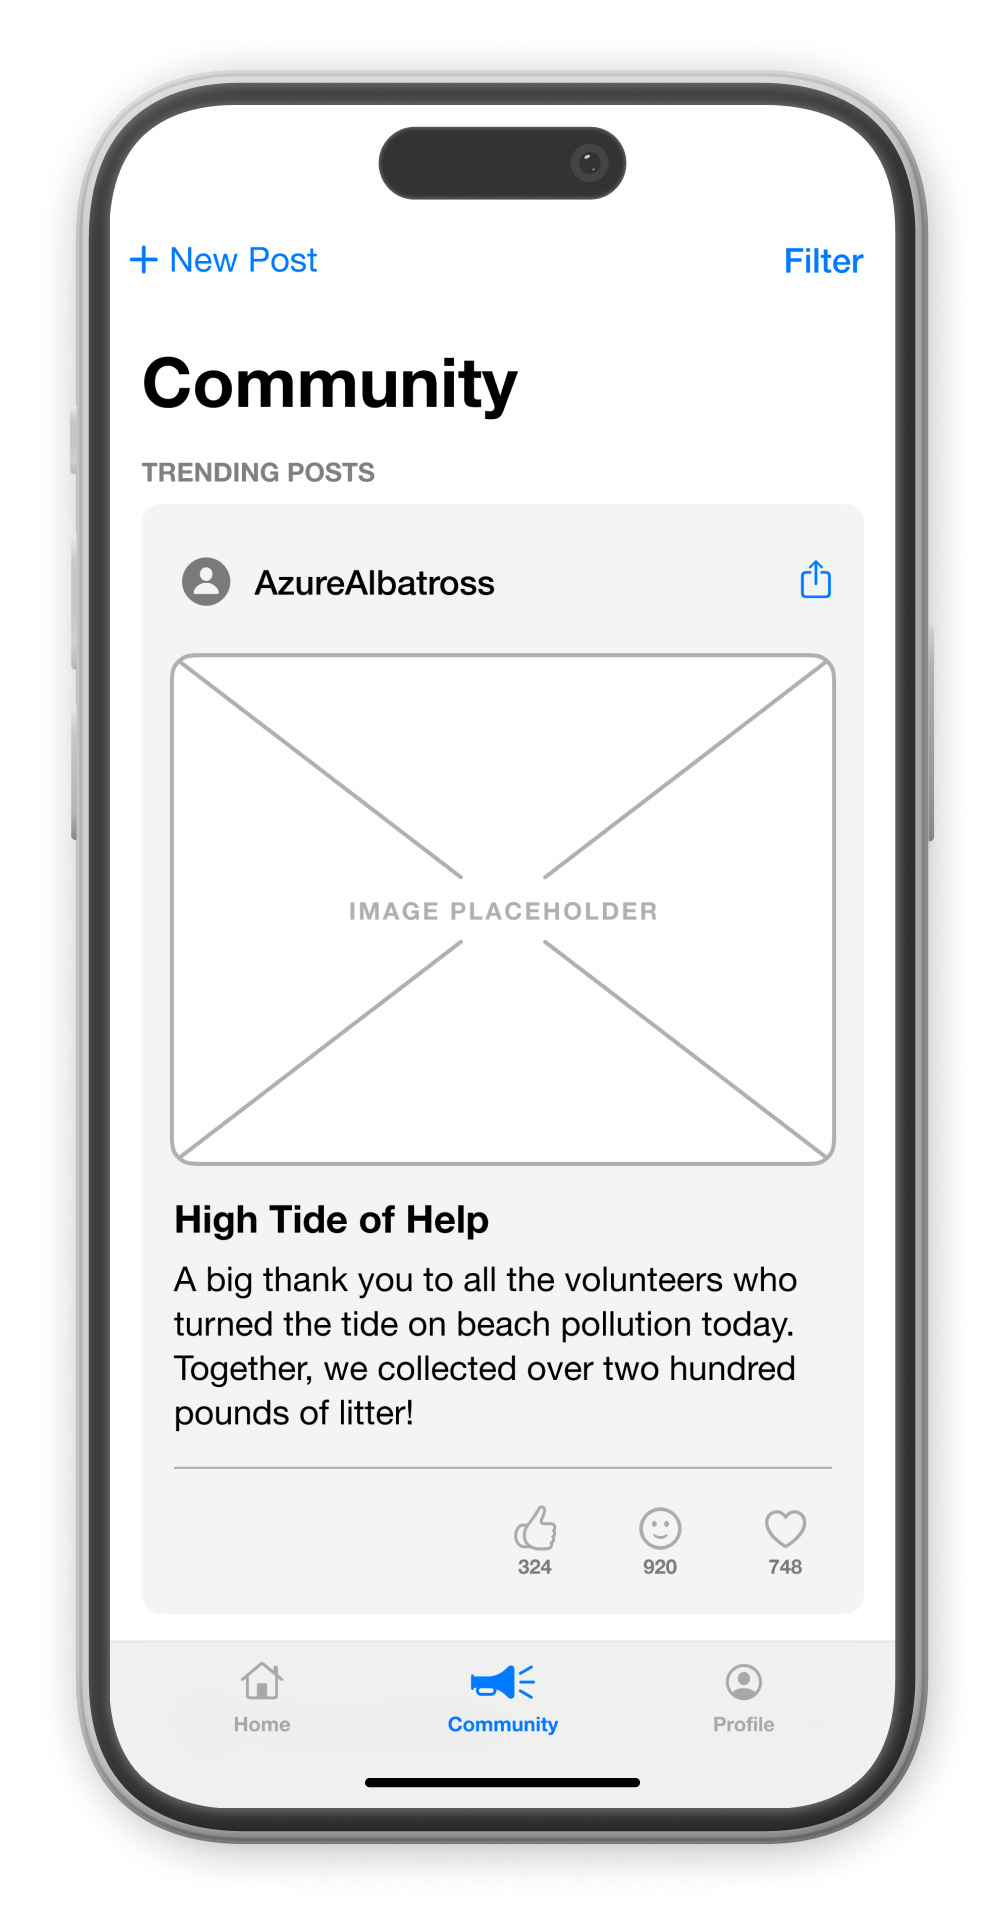 + New Post
Filter
Community
TRENDING POSTS
AzureAlbatross
IMAGE PLACEHOLDER
High Tide of Help
A big thank you to all the volunteers who
turned the tide on beach pollution today.
Together, we collected over two hundred
pounds of litter!
324
920
748
Home
Community
Profile